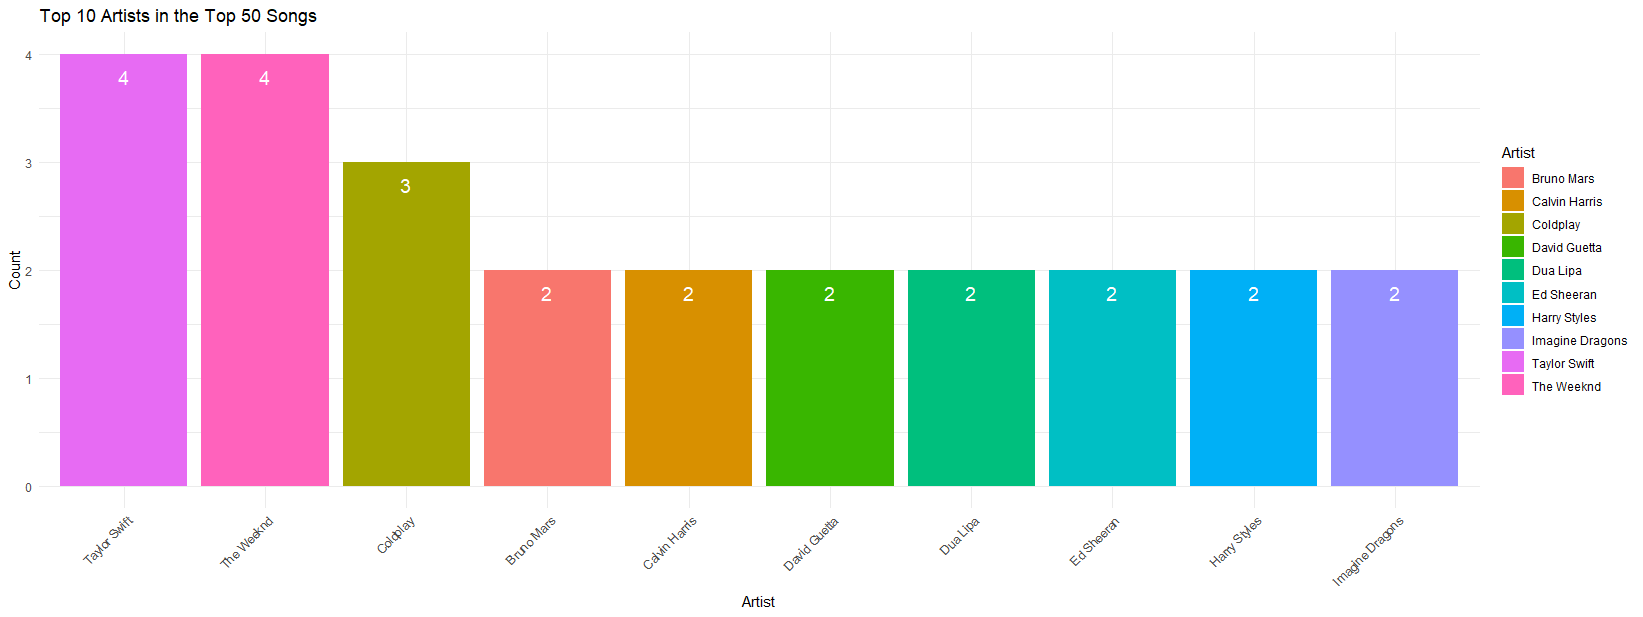 Top 10 Artists in the Top 50 Songs
Count
4
3
2
1
0
4
4
3
2
2
2
2
2
2
2
Taylor Swift
The Weeknd
Coldplay
Bruno Mars
Calvin Harris
David Guetta
Dua Lipa
Ed Sheeran
Harry Styles
Imagine Dragons
Artist
Artist
Bruno Mars
Calvin Harris
Coldplay
David Guetta
Dua Lipa
Ed Sheeran
Harry Styles
Imagine Dragons
Taylor Swift
The Weeknd